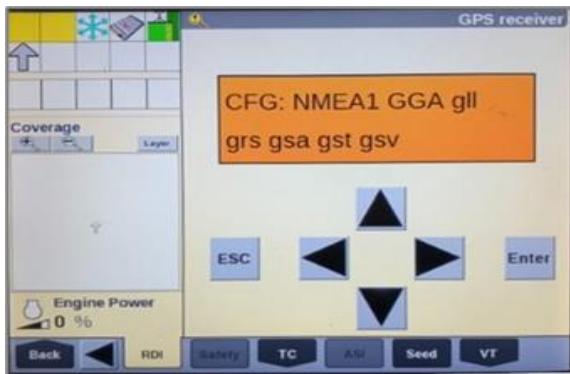 GPS receiver
CFG: NMEA1 GGA gll
grs gsa gst gsv
Coverage
Layer
ESC
Enter
Engine Power
0 %
Back
RDI
Safety
TC
ASI
Seed
VT